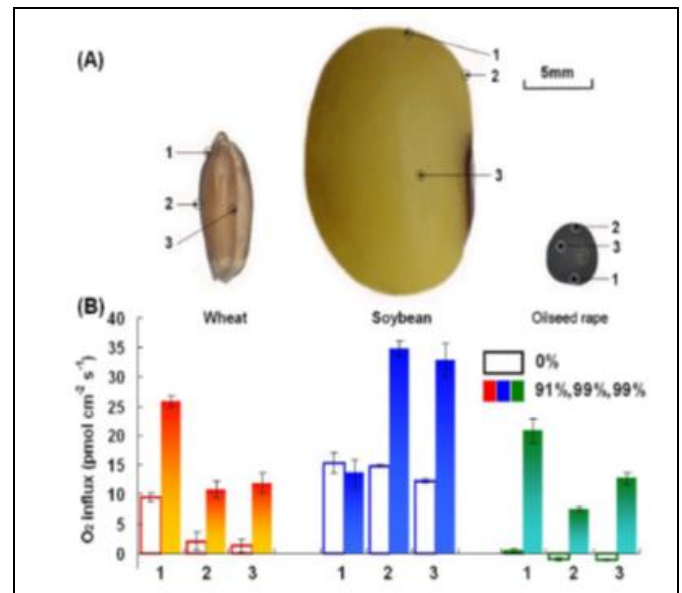 (A)
1
2
5mm
1
2
3
3
2
3
1
(B)
Wheat
Soybean
Oilseed rape
40
35
30
25
20
15
10
5
0
O₂ Influx (pmol cm⁻² s⁻¹)
0%
91%,99%,99%
1 2 3 1 2 3 1 2 3